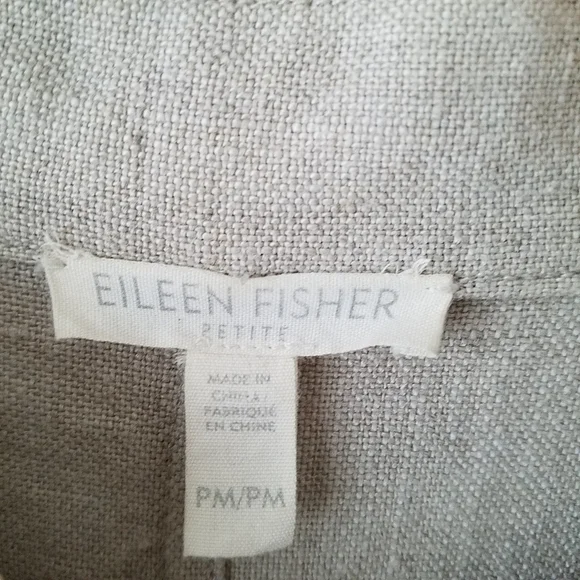 EILEEN FISHER
PETITE
MADE IN
CHINA/
FABRIQUÉ
EN CHINE
PM/PM